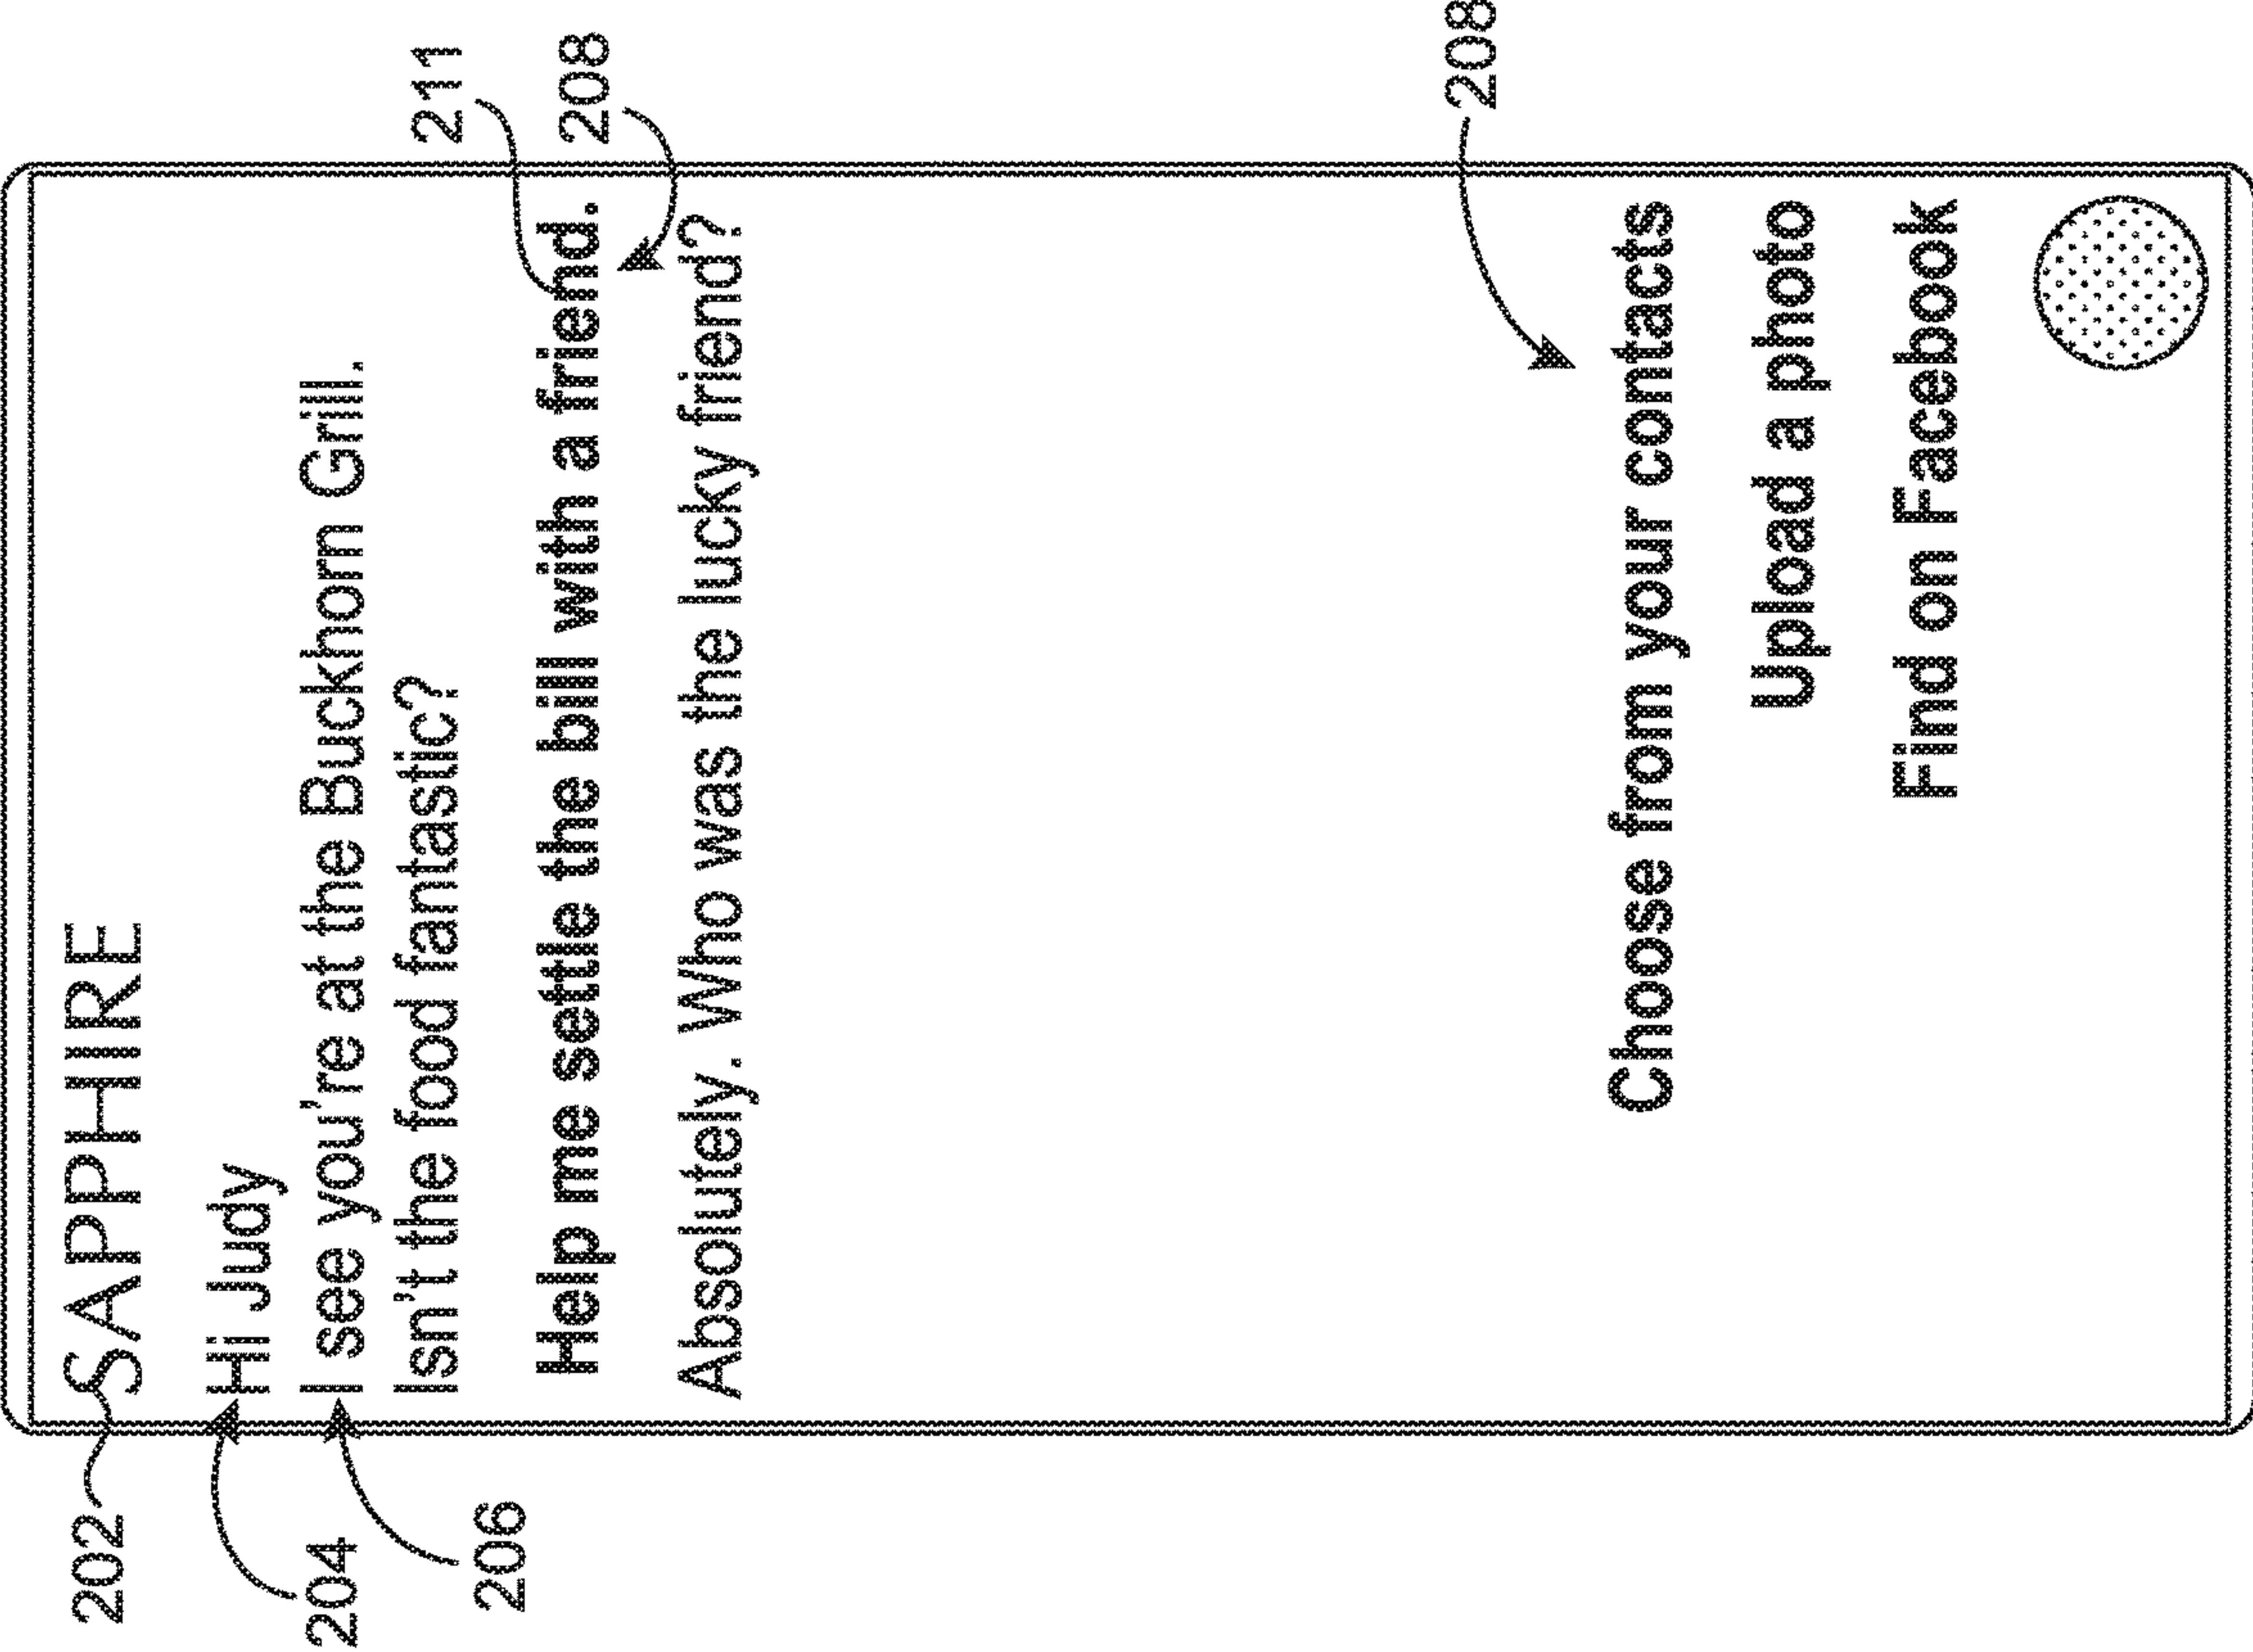 202
SAPPHIRE
204
Hi Judy
206
I see you're at the Buckhorn Grill.
Isn't the food fantastic?
211
Help me settle the bill with a friend.
208
Absolutely. Who was the lucky friend?
208
Choose from your contacts
Upload a photo
Find on Facebook